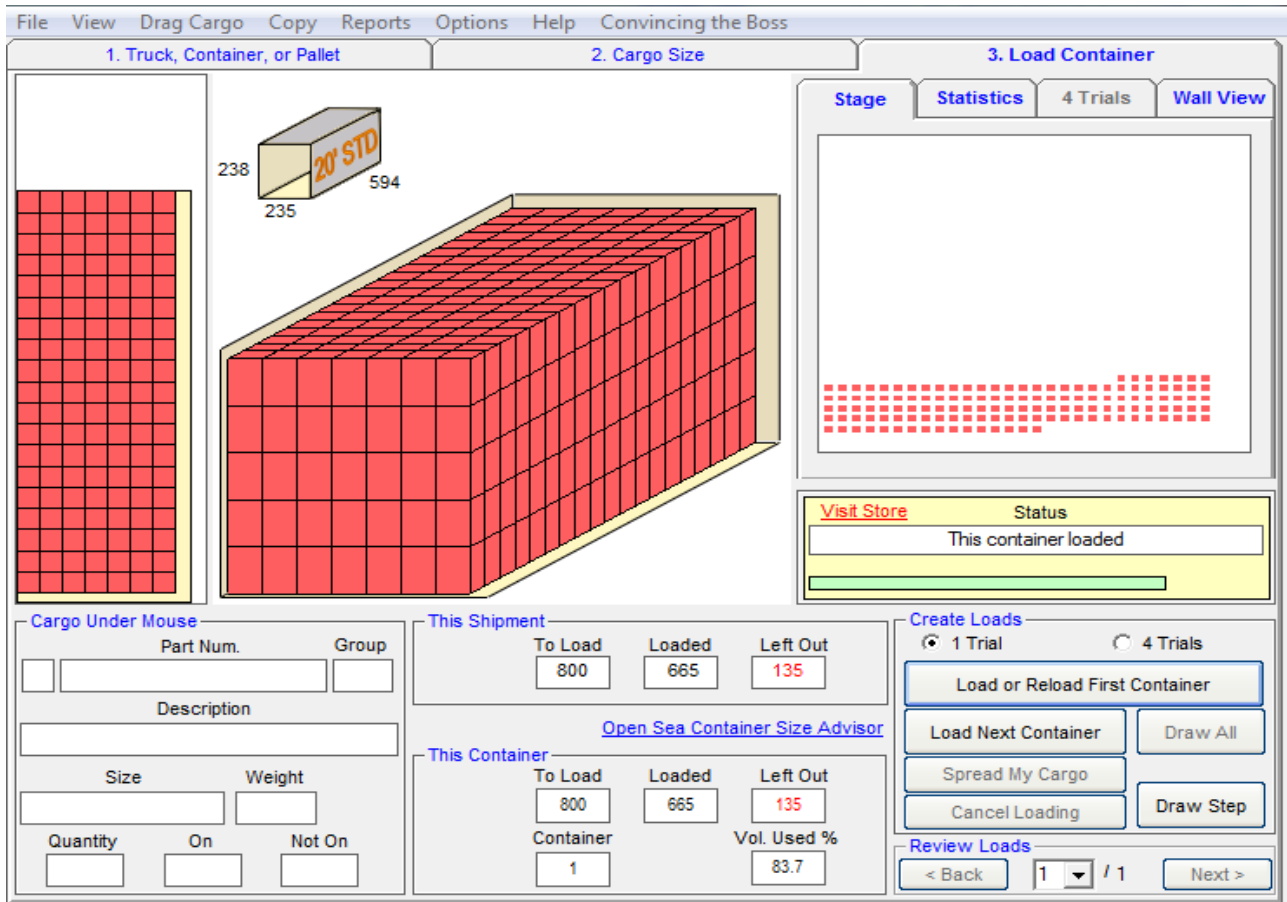 File View Drag Cargo Copy Reports Options Help Convincing the Boss
1. Truck, Container, or Pallet 2. Cargo Size 3. Load Container
Stage Statistics 4 Trials Wall View
20' STD
238
594
235
Visit Store Status
This container loaded
Cargo Under Mouse
Part Num. Group
Description
Size Weight
Quantity On Not On
This Shipment
To Load Loaded Left Out
800 665 135
Open Sea Container Size Advisor
This Container
To Load Loaded Left Out
800 665 135
Container Vol. Used %
1 83.7
Create Loads
1 Trial 4 Trials
Load or Reload First Container
Load Next Container Draw All
Spread My Cargo
Cancel Loading Draw Step
Review Loads
< Back 1 / 1 Next >